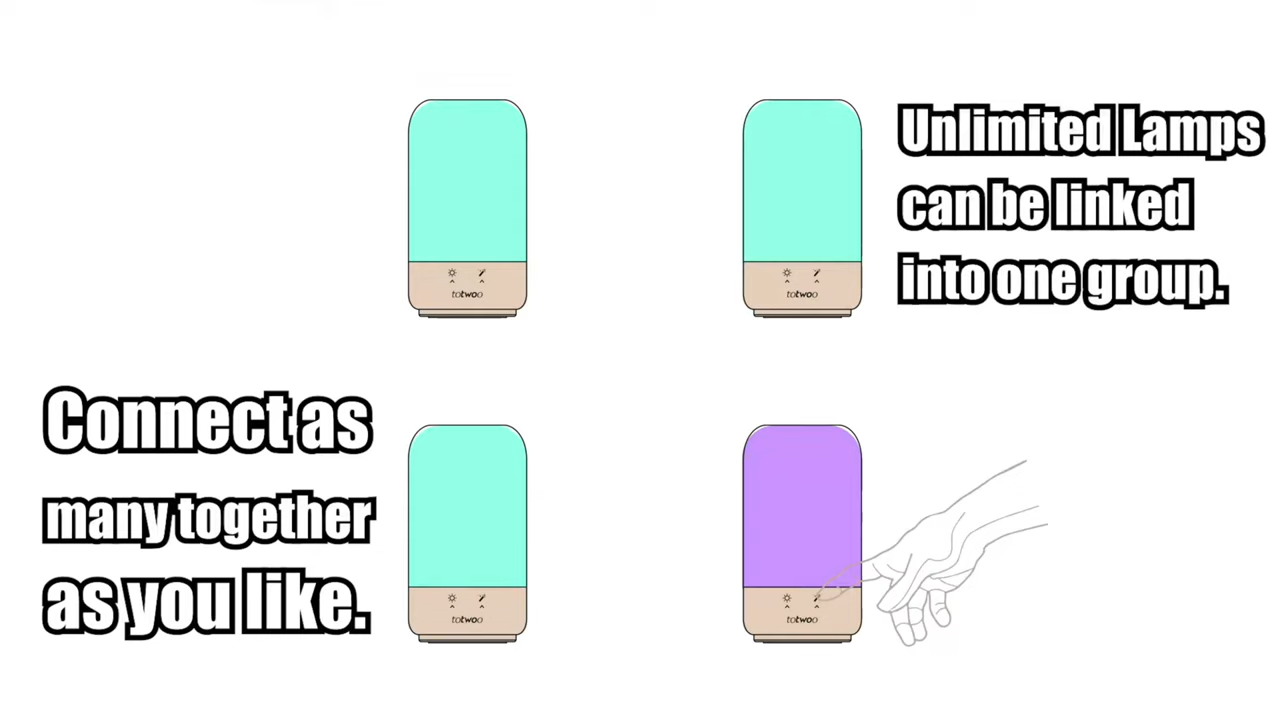 Unlimited Lamps
can be linked
into one group.
totwoo
totwoo
Connect as
many together
as you like.
totwoo
totwoo